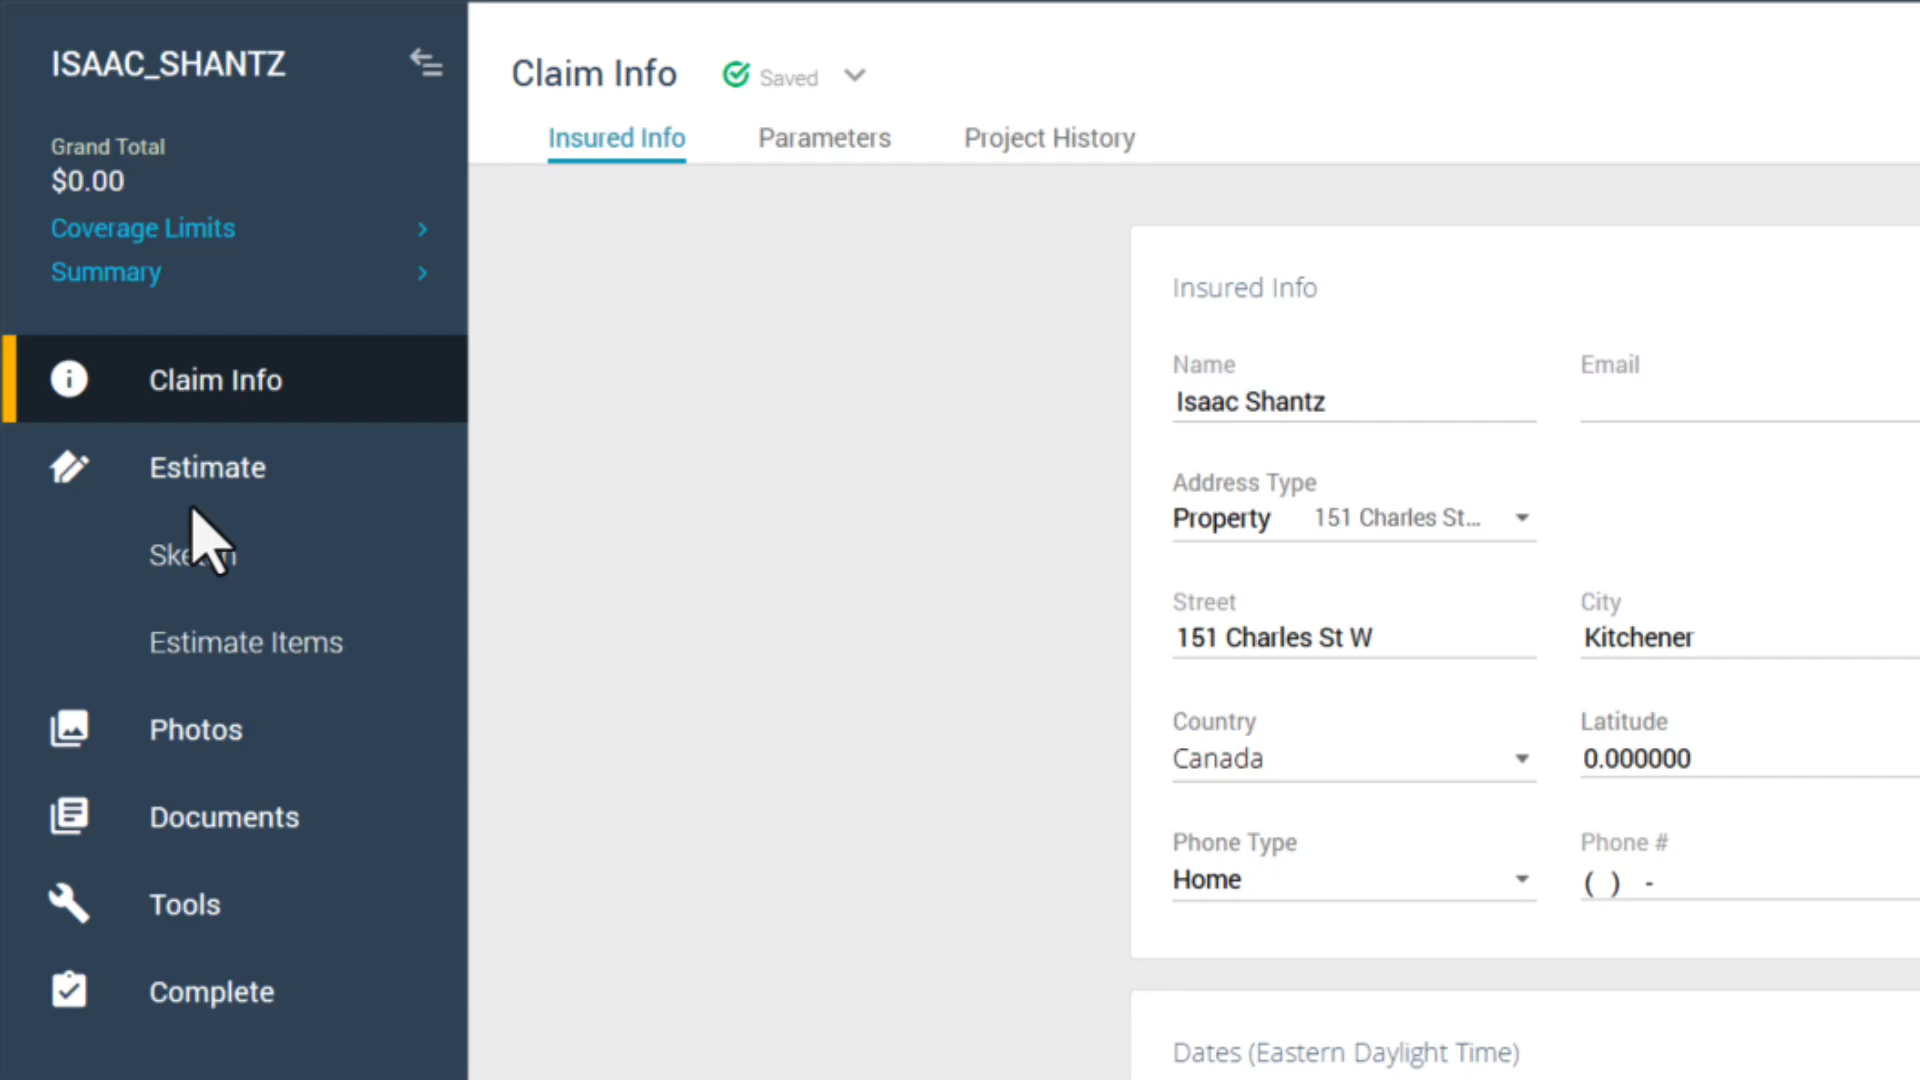 ISAAC_SHANTZ
Grand Total
$0.00
Coverage Limits
Summary
Claim Info
Estimate
Estimate Items
Photos
Documents
Tools
Complete
Claim Info Saved
Insured Info Parameters Project History
Insured Info
Name Email
Isaac Shantz
Address Type
Property 151 Charles St...
Street City
151 Charles St W Kitchener
Country Latitude
Canada 0.000000
Phone Type Phone #
Home ( ) -
Dates (Eastern Daylight Time)